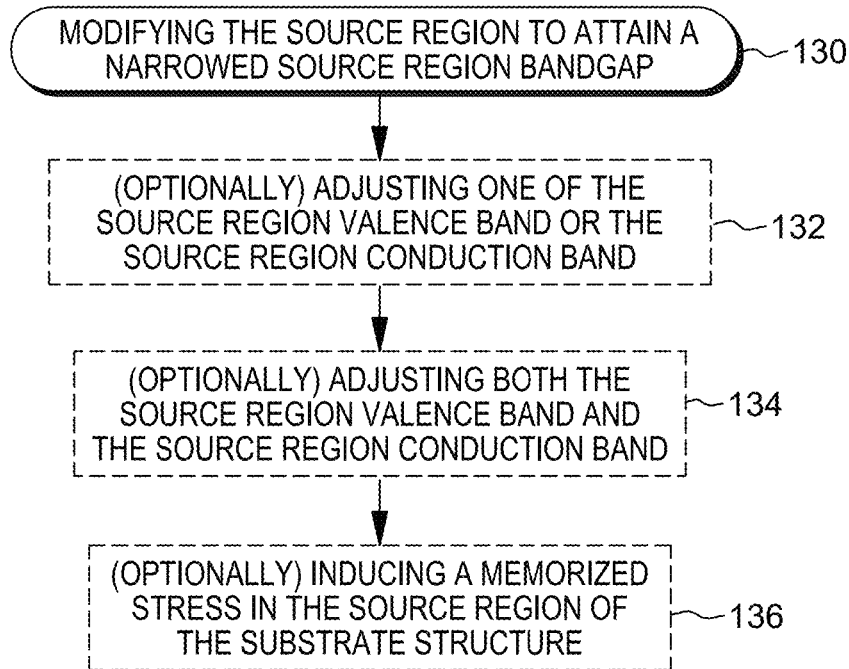 MODIFYING THE SOURCE REGION TO ATTAIN A
NARROWED SOURCE REGION BANDGAP
130
(OPTIONALLY) ADJUSTING ONE OF THE
SOURCE REGION VALENCE BAND OR THE
SOURCE REGION CONDUCTION BAND
132
(OPTIONALLY) ADJUSTING BOTH THE
SOURCE REGION VALENCE BAND AND
THE SOURCE REGION CONDUCTION BAND
134
(OPTIONALLY) INDUCING A MEMORIZED
STRESS IN THE SOURCE REGION OF
THE SUBSTRATE STRUCTURE
136